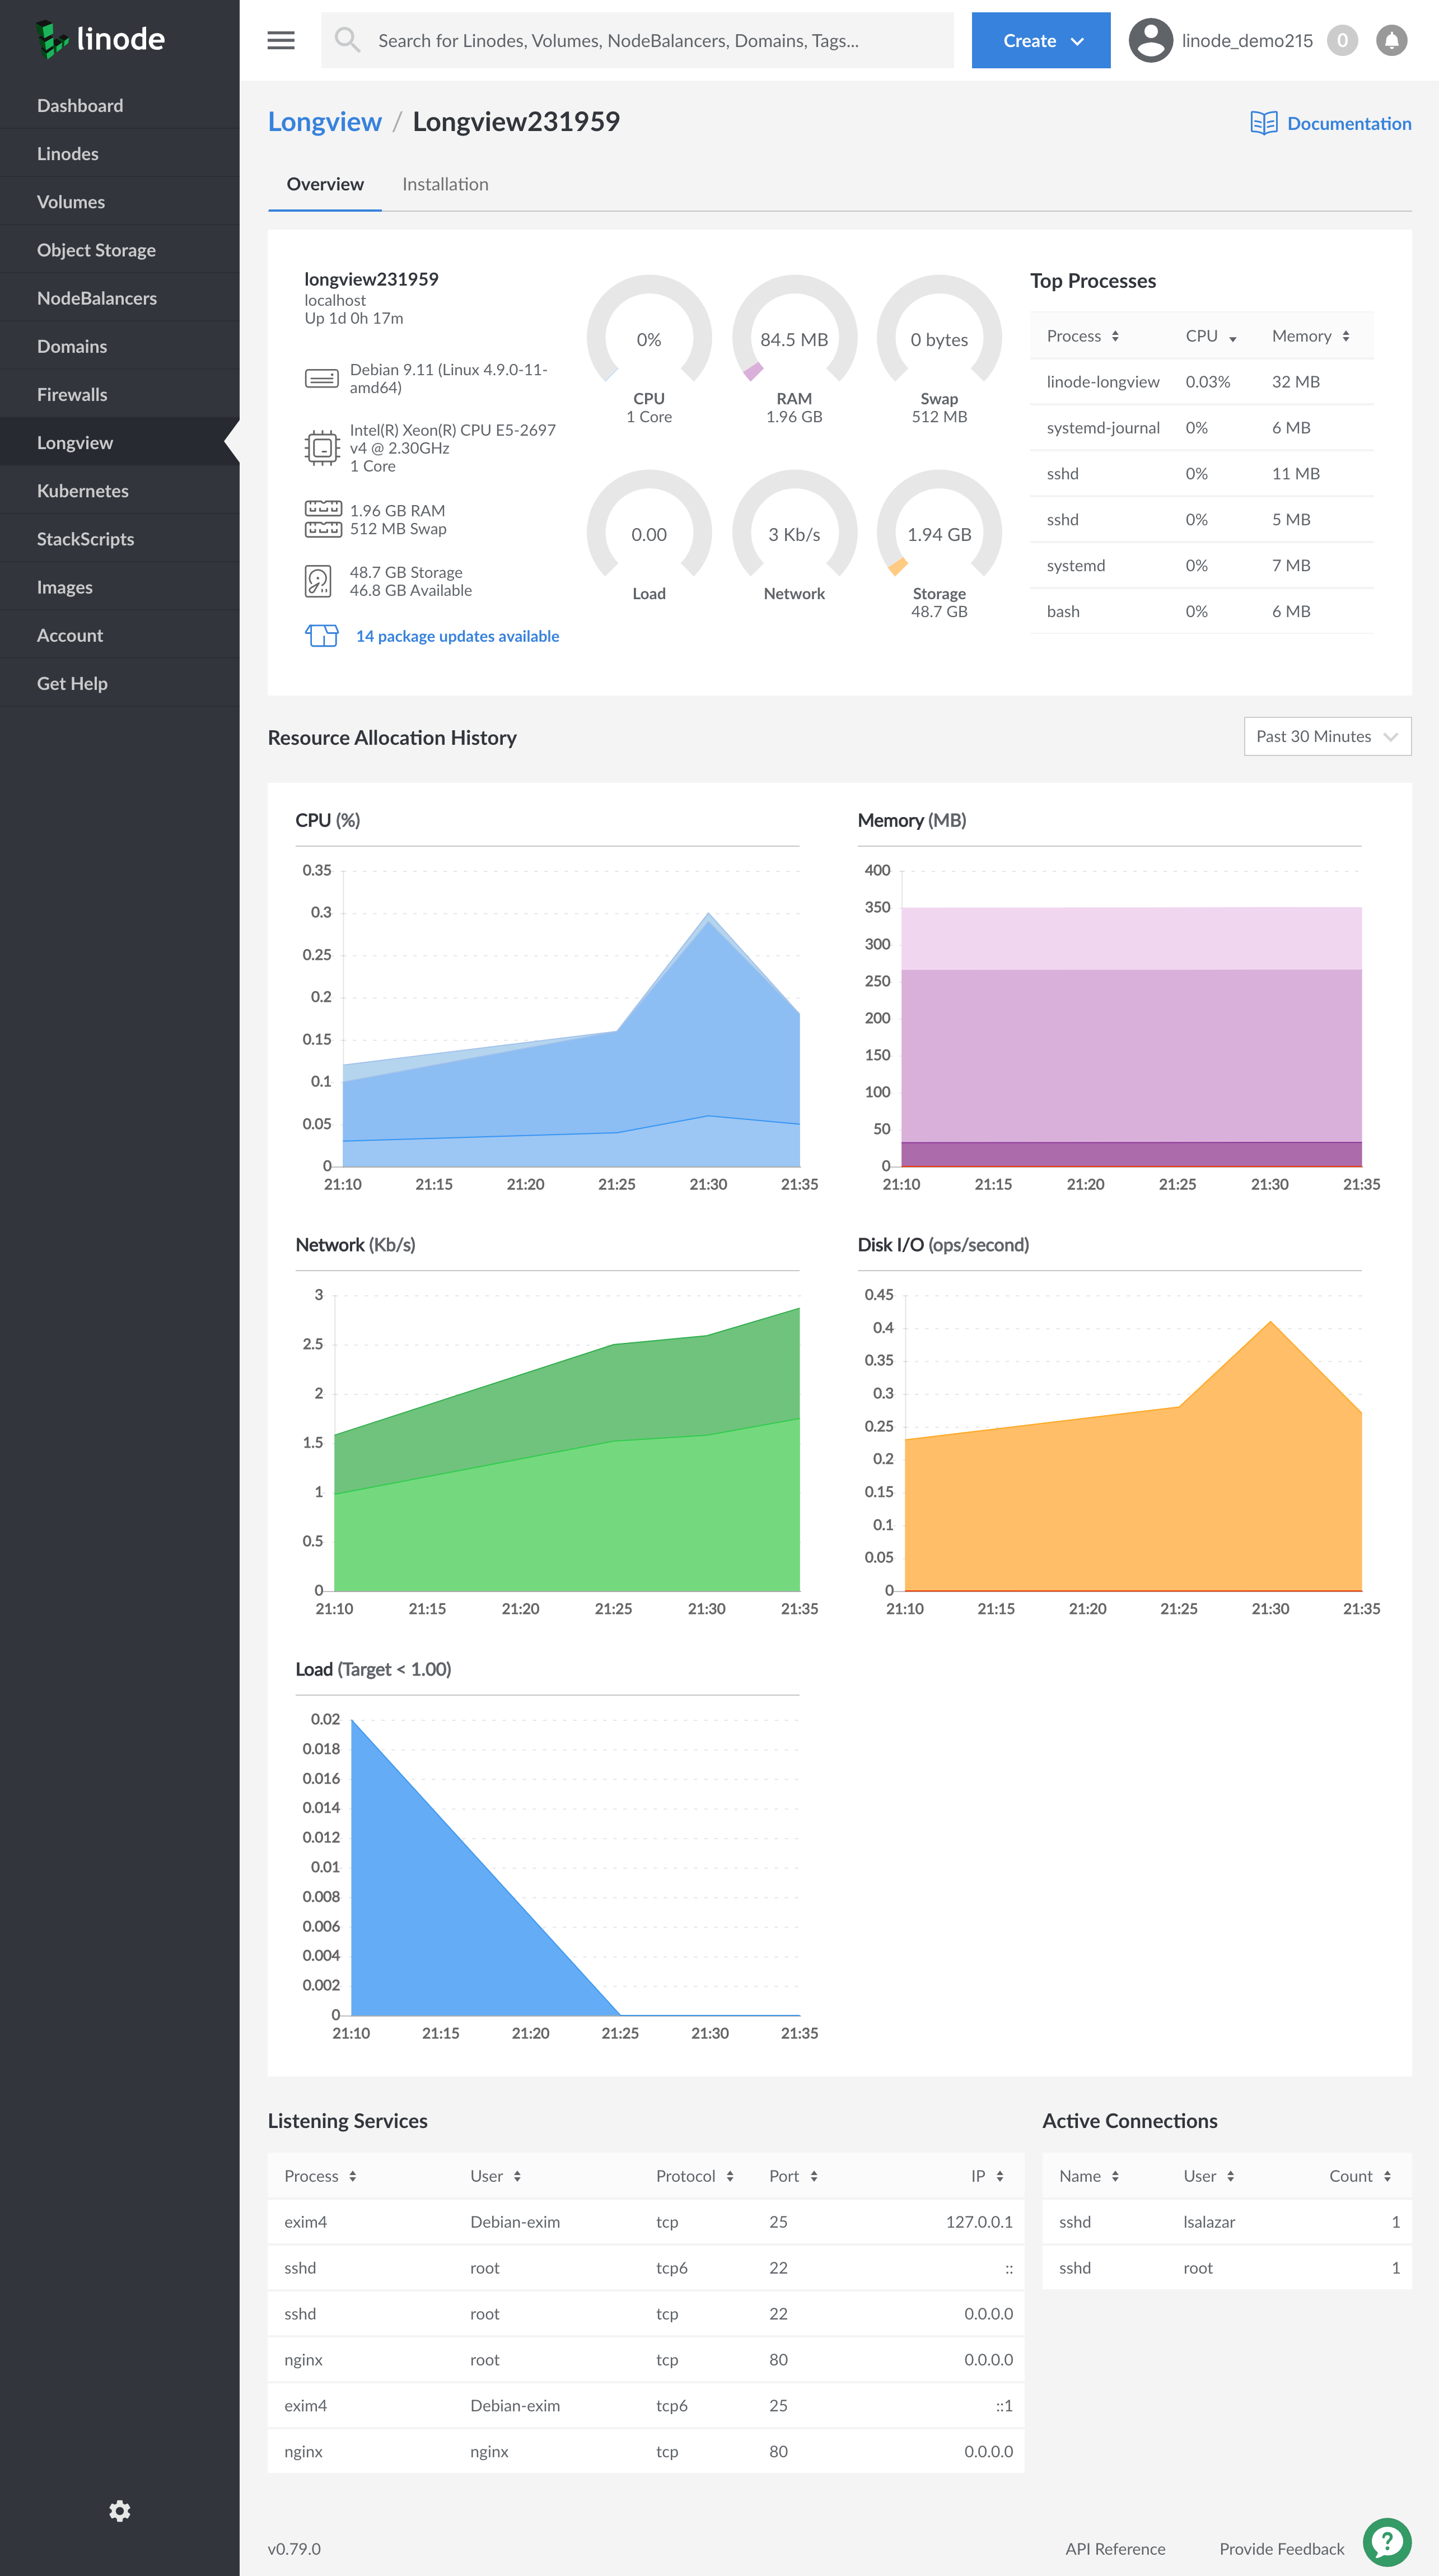 linode
Search for Linodes, Volumes, NodeBalancers, Domains, Tags...
Create
linode_demo215
0
Dashboard
Linodes
Volumes
Object Storage
NodeBalancers
Domains
Firewalls
Longview
Kubernetes
StackScripts
Images
Account
Get Help
Longview / Longview231959
Documentation
Overview
Installation
longview231959
localhost
Up 1d 0h 17m
Debian 9.11 (Linux 4.9.0-11-
amd64)
Intel(R) Xeon(R) CPU E5-2697
v4 @ 2.30GHz
1 Core
1.96 GB RAM
512 MB Swap
48.7 GB Storage
46.8 GB Available
14 package updates available
0%
CPU
1 Core
84.5 MB
RAM
1.96 GB
0 bytes
Swap
512 MB
0.00
Load
3 Kb/s
Network
1.94 GB
Storage
48.7 GB
Top Processes
Process CPU Memory
linode-longview 0.03% 32 MB
systemd-journal 0% 6 MB
sshd 0% 11 MB
sshd 0% 5 MB
systemd 0% 7 MB
bash 0% 6 MB
Resource Allocation History
Past 30 Minutes
CPU (%)
0.35
0.3
0.25
0.2
0.15
0.1
0.05
0
21:10 21:15 21:20 21:25 21:30 21:35
Memory (MB)
400
350
300
250
200
150
100
50
0
21:10 21:15 21:20 21:25 21:30 21:35
Network (Kb/s)
3
2.5
2
1.5
1
0.5
0
21:10 21:15 21:20 21:25 21:30 21:35
Disk I/O (ops/second)
0.45
0.4
0.35
0.3
0.25
0.2
0.15
0.1
0.05
0
21:10 21:15 21:20 21:25 21:30 21:35
Load (Target < 1.00)
0.02
0.018
0.016
0.014
0.012
0.01
0.008
0.006
0.004
0.002
0
21:10 21:15 21:20 21:25 21:30 21:35
Listening Services
Process User Protocol Port IP
exim4 Debian-exim tcp 25 127.0.0.1
sshd root tcp6 22 ::
sshd root tcp 22 0.0.0.0
nginx root tcp 80 0.0.0.0
exim4 Debian-exim tcp6 25 ::1
nginx nginx tcp 80 0.0.0.0
Active Connections
Name User Count
sshd lsalazar 1
sshd root 1
v0.79.0
API Reference
Provide Feedback
?